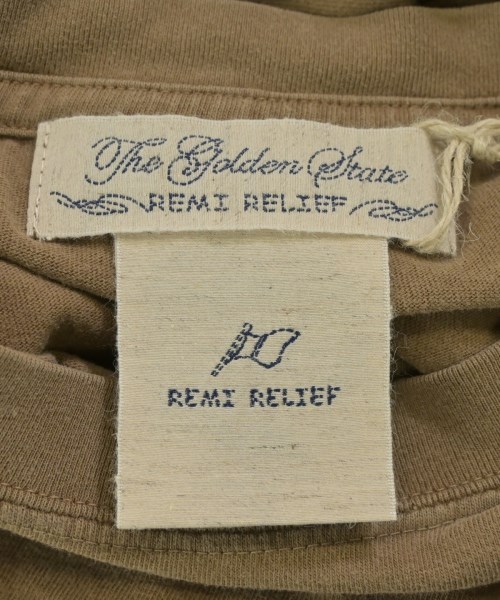 The Golden State
REMI RELIEF
REMI RELIEF